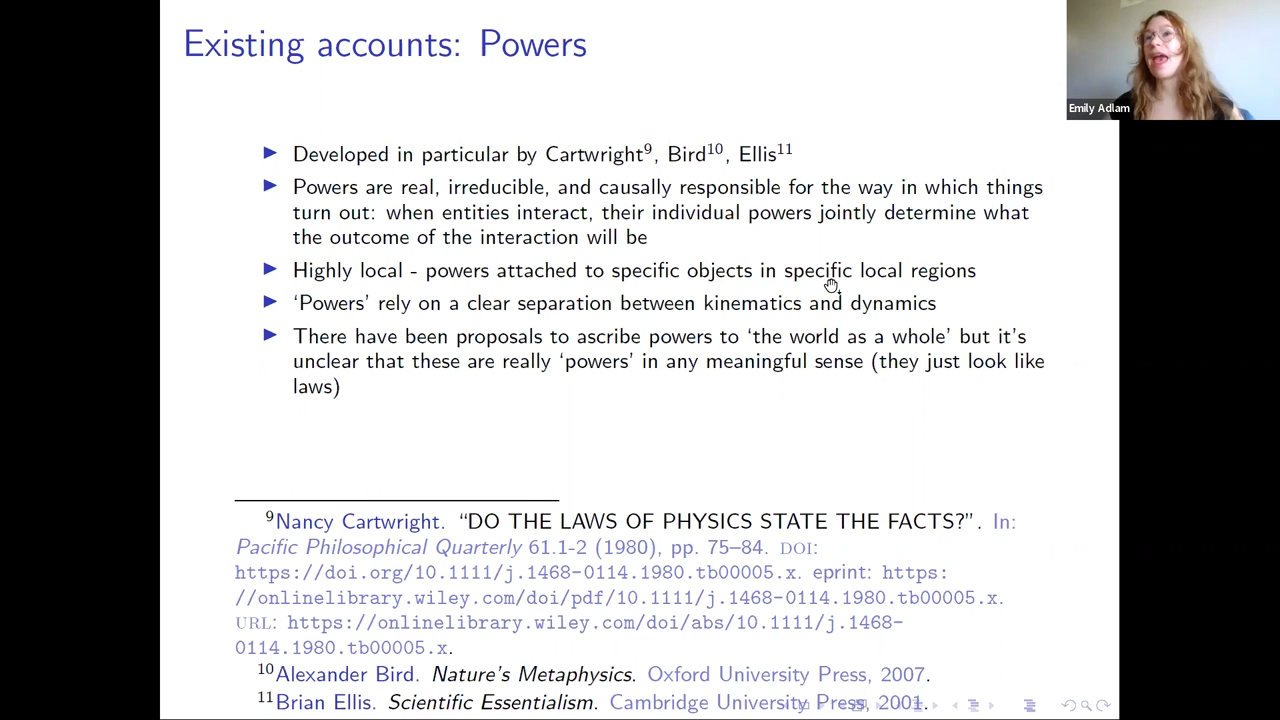 Existing accounts: Powers
Emily Adlam
▶ Developed in particular by Cartwright⁹, Bird¹⁰, Ellis¹¹
▶ Powers are real, irreducible, and causally responsible for the way in which things
turn out: when entities interact, their individual powers jointly determine what
the outcome of the interaction will be
▶ Highly local - powers attached to specific objects in specific local regions
▶ ‘Powers’ rely on a clear separation between kinematics and dynamics
▶ There have been proposals to ascribe powers to ‘the world as a whole’ but it’s
unclear that these are really ‘powers’ in any meaningful sense (they just look like
laws)
⁹Nancy Cartwright. “DO THE LAWS OF PHYSICS STATE THE FACTS?”. In:
Pacific Philosophical Quarterly 61.1-2 (1980), pp. 75–84. DOI:
https://doi.org/10.1111/j.1468-0114.1980.tb00005.x. eprint: https:
//onlinelibrary.wiley.com/doi/pdf/10.1111/j.1468-0114.1980.tb00005.x.
URL: https://onlinelibrary.wiley.com/doi/abs/10.1111/j.1468-
0114.1980.tb00005.x.
¹⁰Alexander Bird. Nature's Metaphysics. Oxford University Press, 2007.
¹¹Brian Ellis. Scientific Essentialism. Cambridge University Press, 2001.